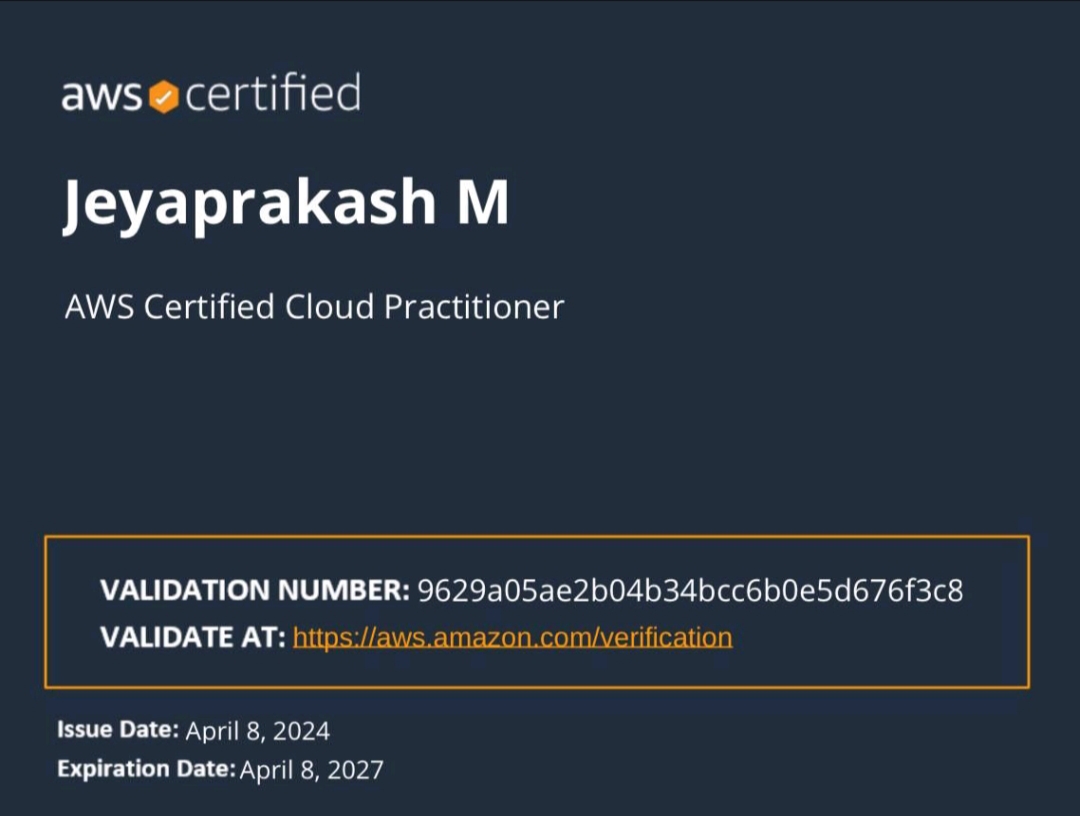 aws certified
Jeyaprakash M
AWS Certified Cloud Practitioner
VALIDATION NUMBER: 9629a05ae2b04b34bcc6b0e5d676f3c8
VALIDATE AT: https://aws.amazon.com/verification
Issue Date: April 8, 2024
Expiration Date: April 8, 2027